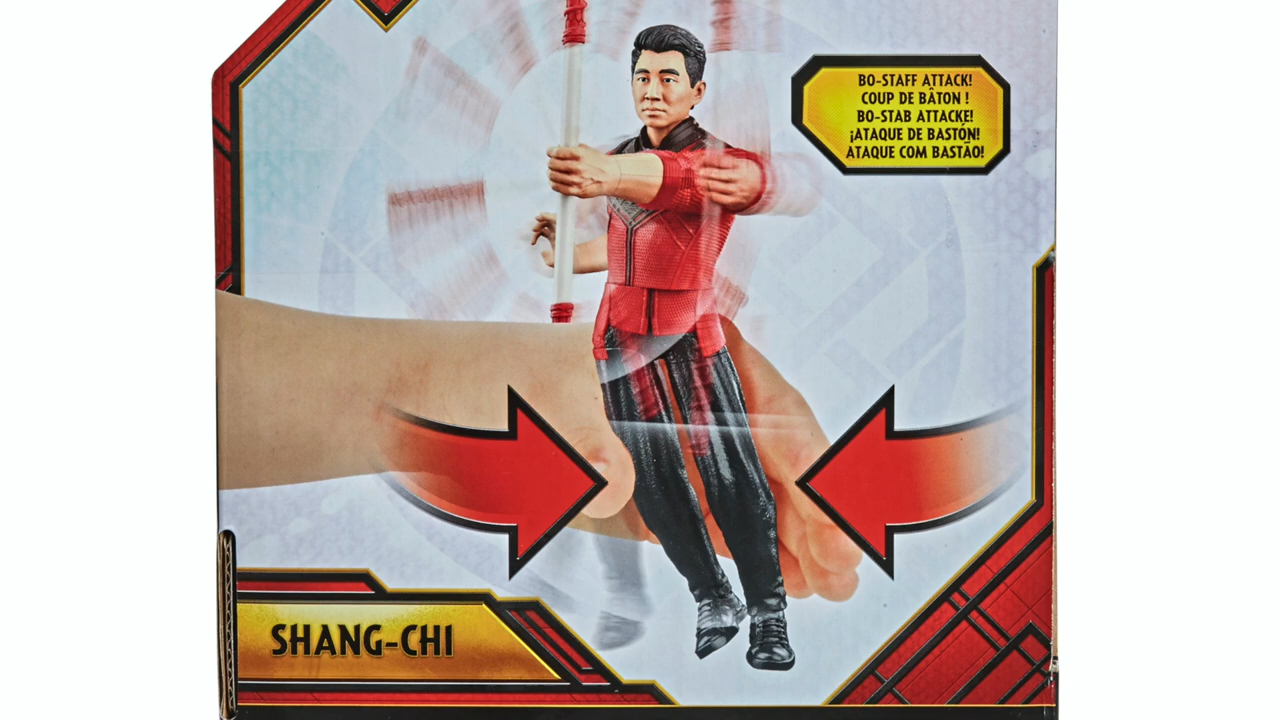 BO-STAFF ATTACK!
COUP DE BÂTON !
BO-STAB ATTACKE!
¡ATAQUE DE BASTÓN!
ATAQUE COM BASTÃO!
SHANG-CHI